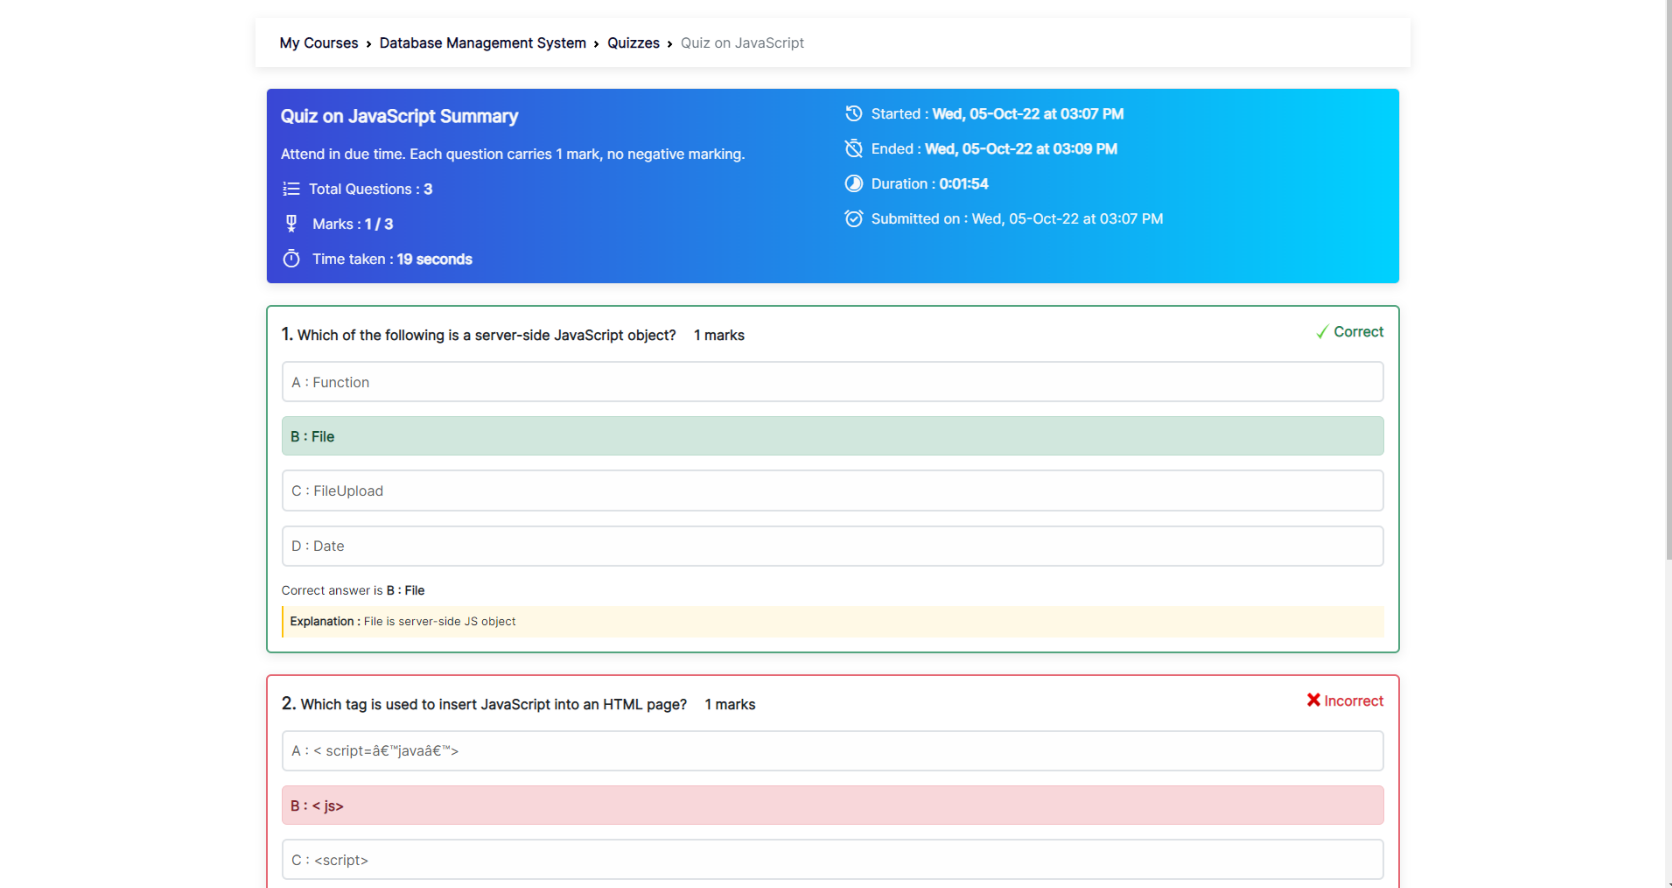 My Courses › Database Management System › Quizzes › Quiz on JavaScript
Quiz on JavaScript Summary
Attend in due time. Each question carries 1 mark, no negative marking.
Total Questions : 3
Marks : 1 / 3
Time taken : 19 seconds
Started : Wed, 05-Oct-22 at 03:07 PM
Ended : Wed, 05-Oct-22 at 03:09 PM
Duration : 0:01:54
Submitted on : Wed, 05-Oct-22 at 03:07 PM
1. Which of the following is a server-side JavaScript object? 1 marks
✓ Correct
A : Function
B : File
C : FileUpload
D : Date
Correct answer is B : File
Explanation : File is server-side JS object
2. Which tag is used to insert JavaScript into an HTML page? 1 marks
✖ Incorrect
A : < script=â€™javaâ€™>
B : < js>
C : <script>